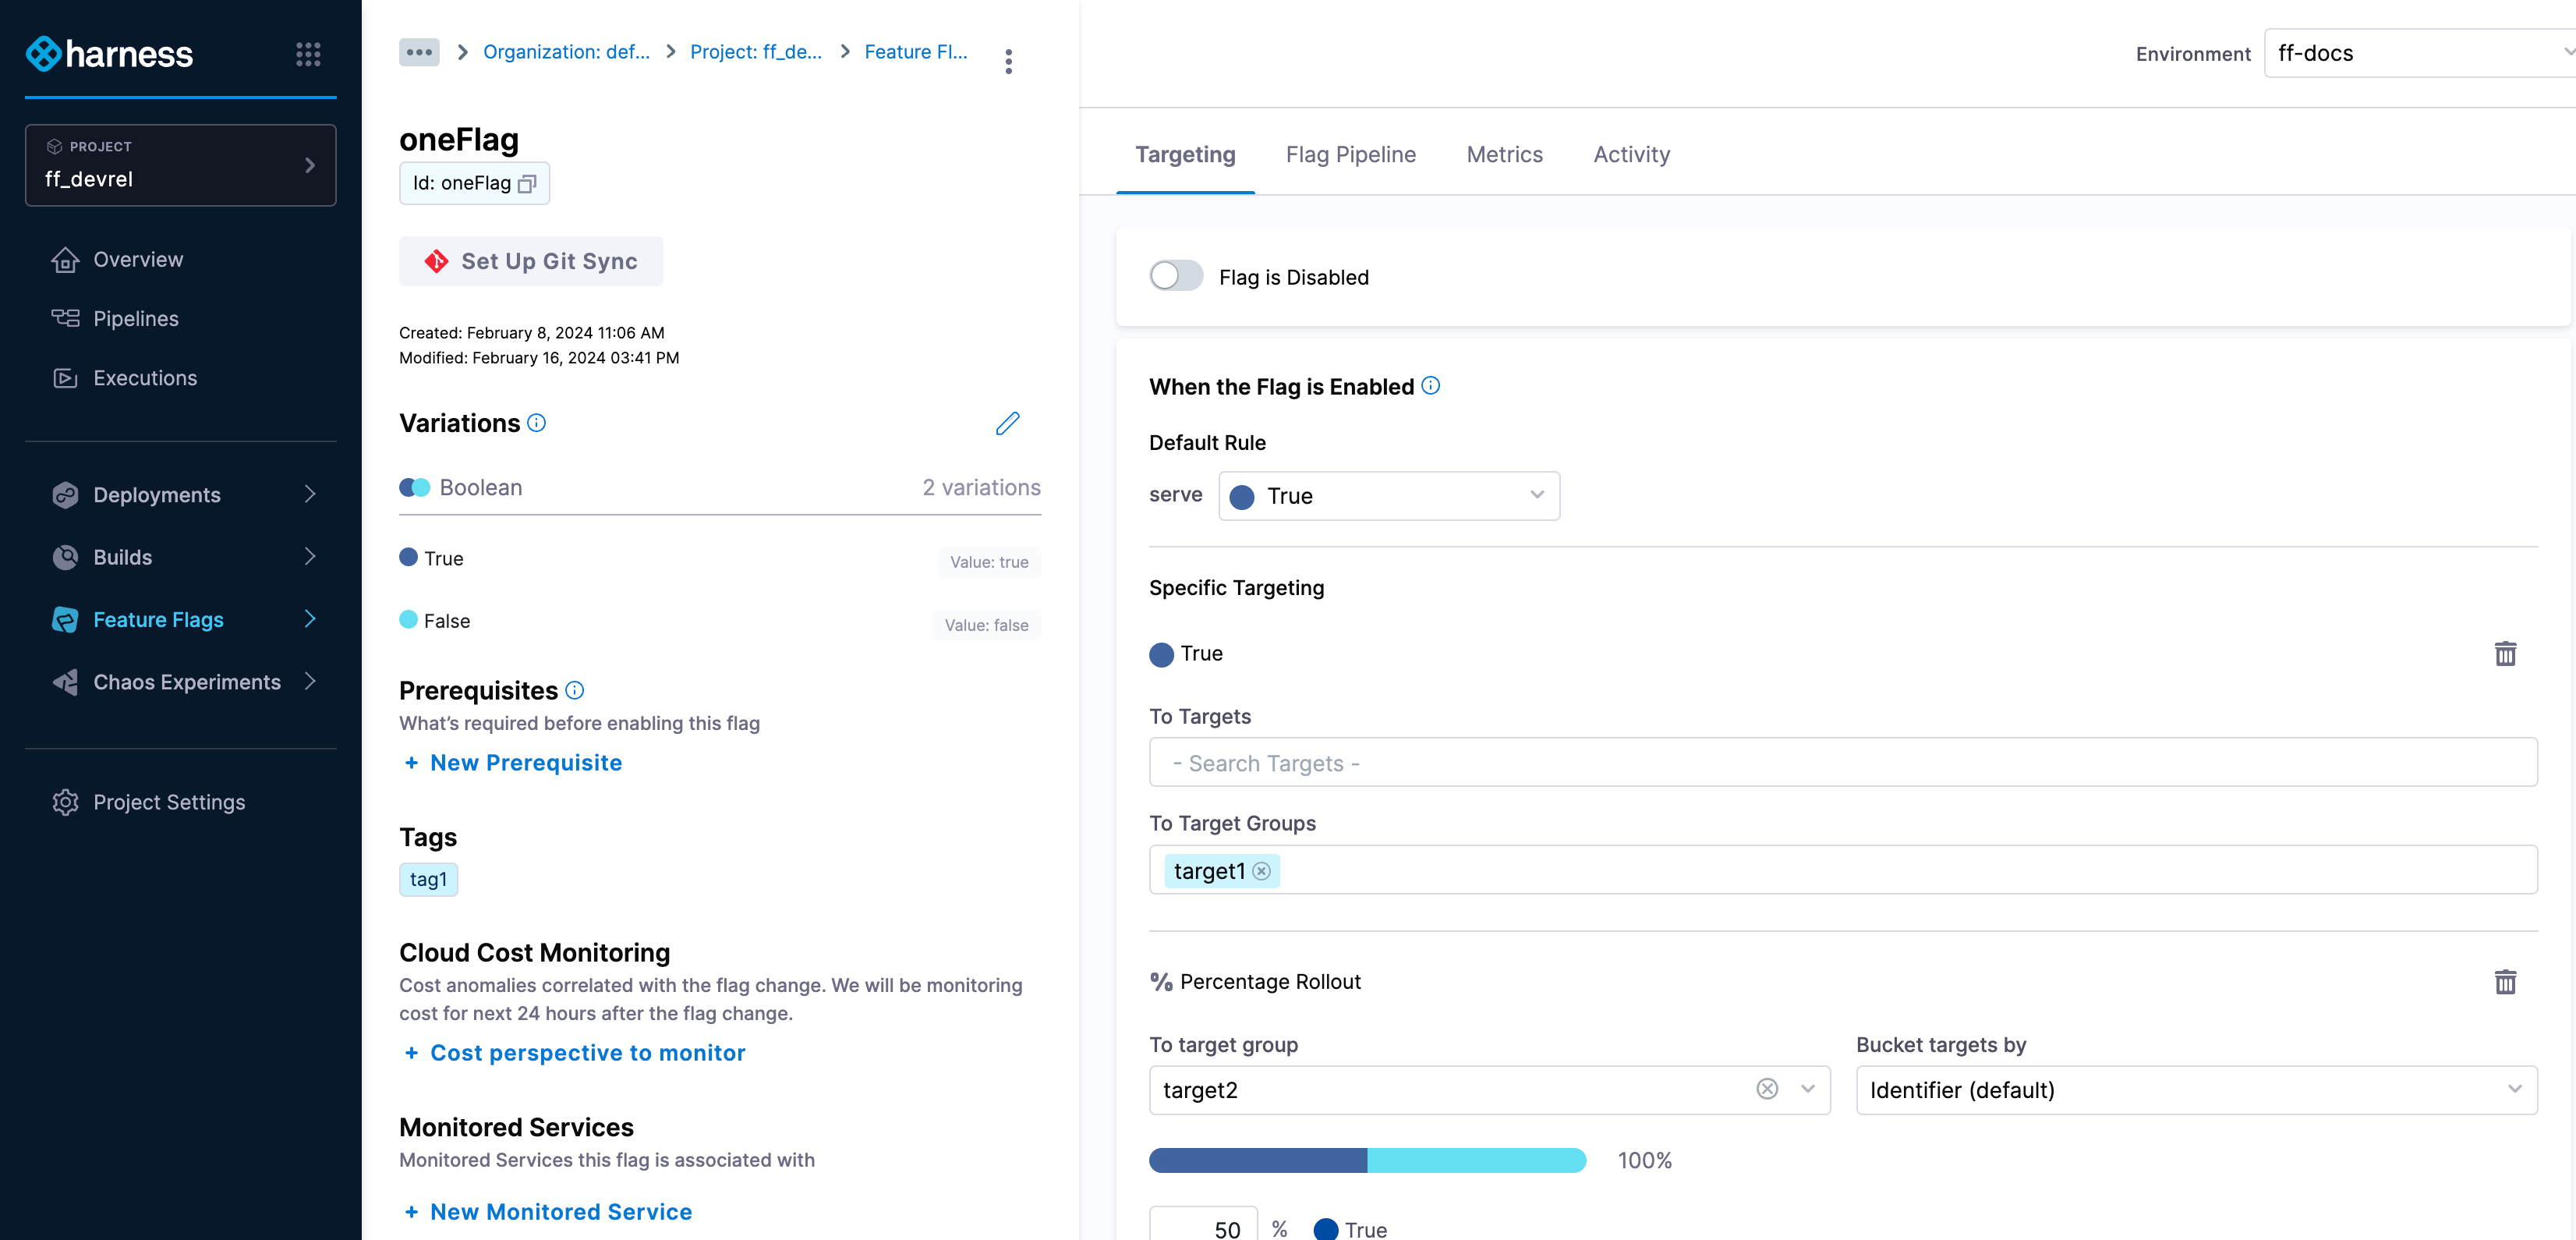 harness
PROJECT
ff_devrel
Overview
Pipelines
Executions
Deployments
Builds
Feature Flags
Chaos Experiments
Project Settings
Organization: def...
Project: ff_de...
Feature Fl...
oneFlag
Id: oneFlag
Set Up Git Sync
Created: February 8, 2024 11:06 AM
Modified: February 16, 2024 03:41 PM
Variations
Boolean 2 variations
True Value: true
False Value: false
Prerequisites
What's required before enabling this flag
+ New Prerequisite
Tags
tag1
Cloud Cost Monitoring
Cost anomalies correlated with the flag change. We will be monitoring
cost for next 24 hours after the flag change.
+ Cost perspective to monitor
Monitored Services
Monitored Services this flag is associated with
+ New Monitored Service
Environment ff-docs
Targeting Flag Pipeline Metrics Activity
Flag is Disabled
When the Flag is Enabled
Default Rule
serve True
Specific Targeting
True
To Targets
- Search Targets -
To Target Groups
target1
% Percentage Rollout
To target group Bucket targets by
target2 Identifier (default)
100%
50 % True